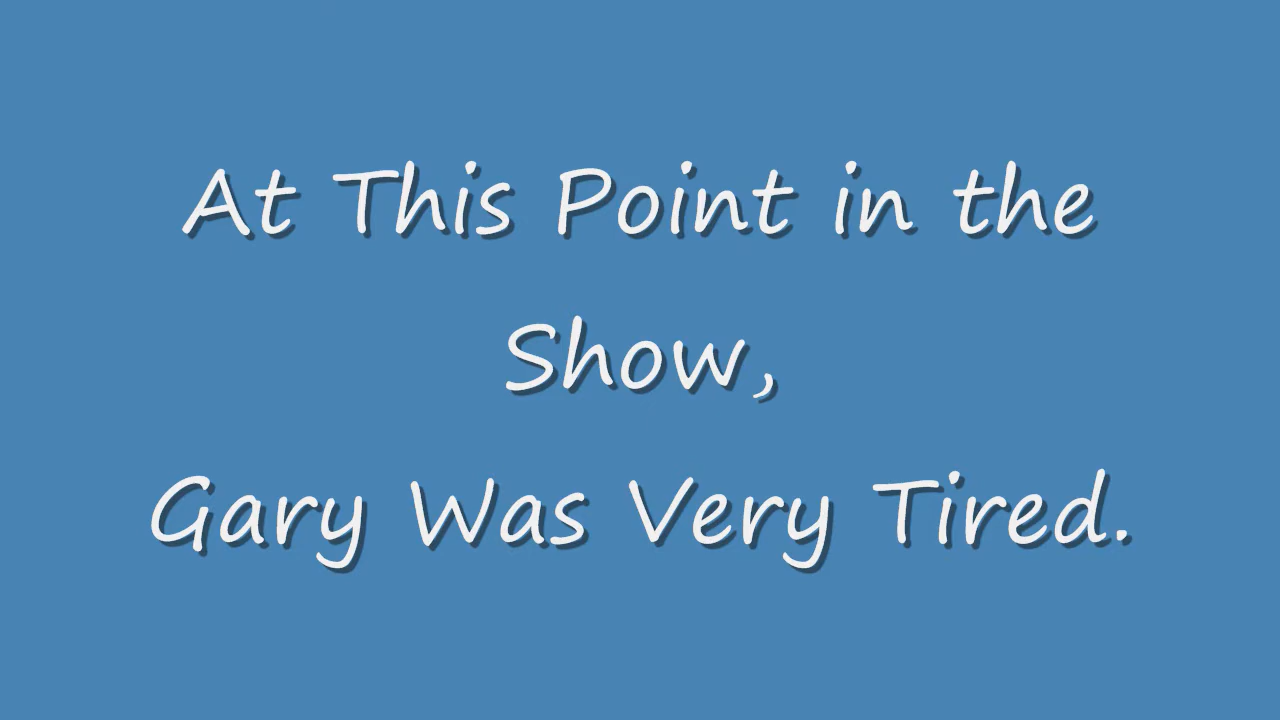 At This Point in the
Show,
Gary Was Very Tired.